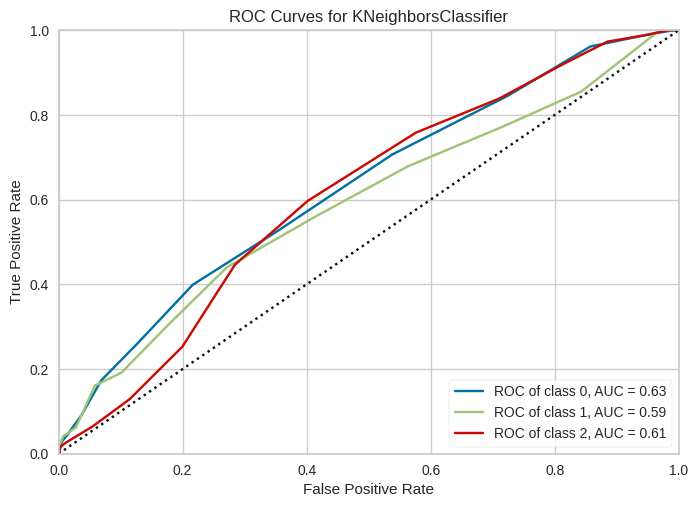 ROC Curves for KNeighborsClassifier
True Positive Rate
1.0
0.8
0.6
0.4
0.2
0.0
0.0 0.2 0.4 0.6 0.8 1.0
False Positive Rate
ROC of class 0, AUC = 0.63
ROC of class 1, AUC = 0.59
ROC of class 2, AUC = 0.61